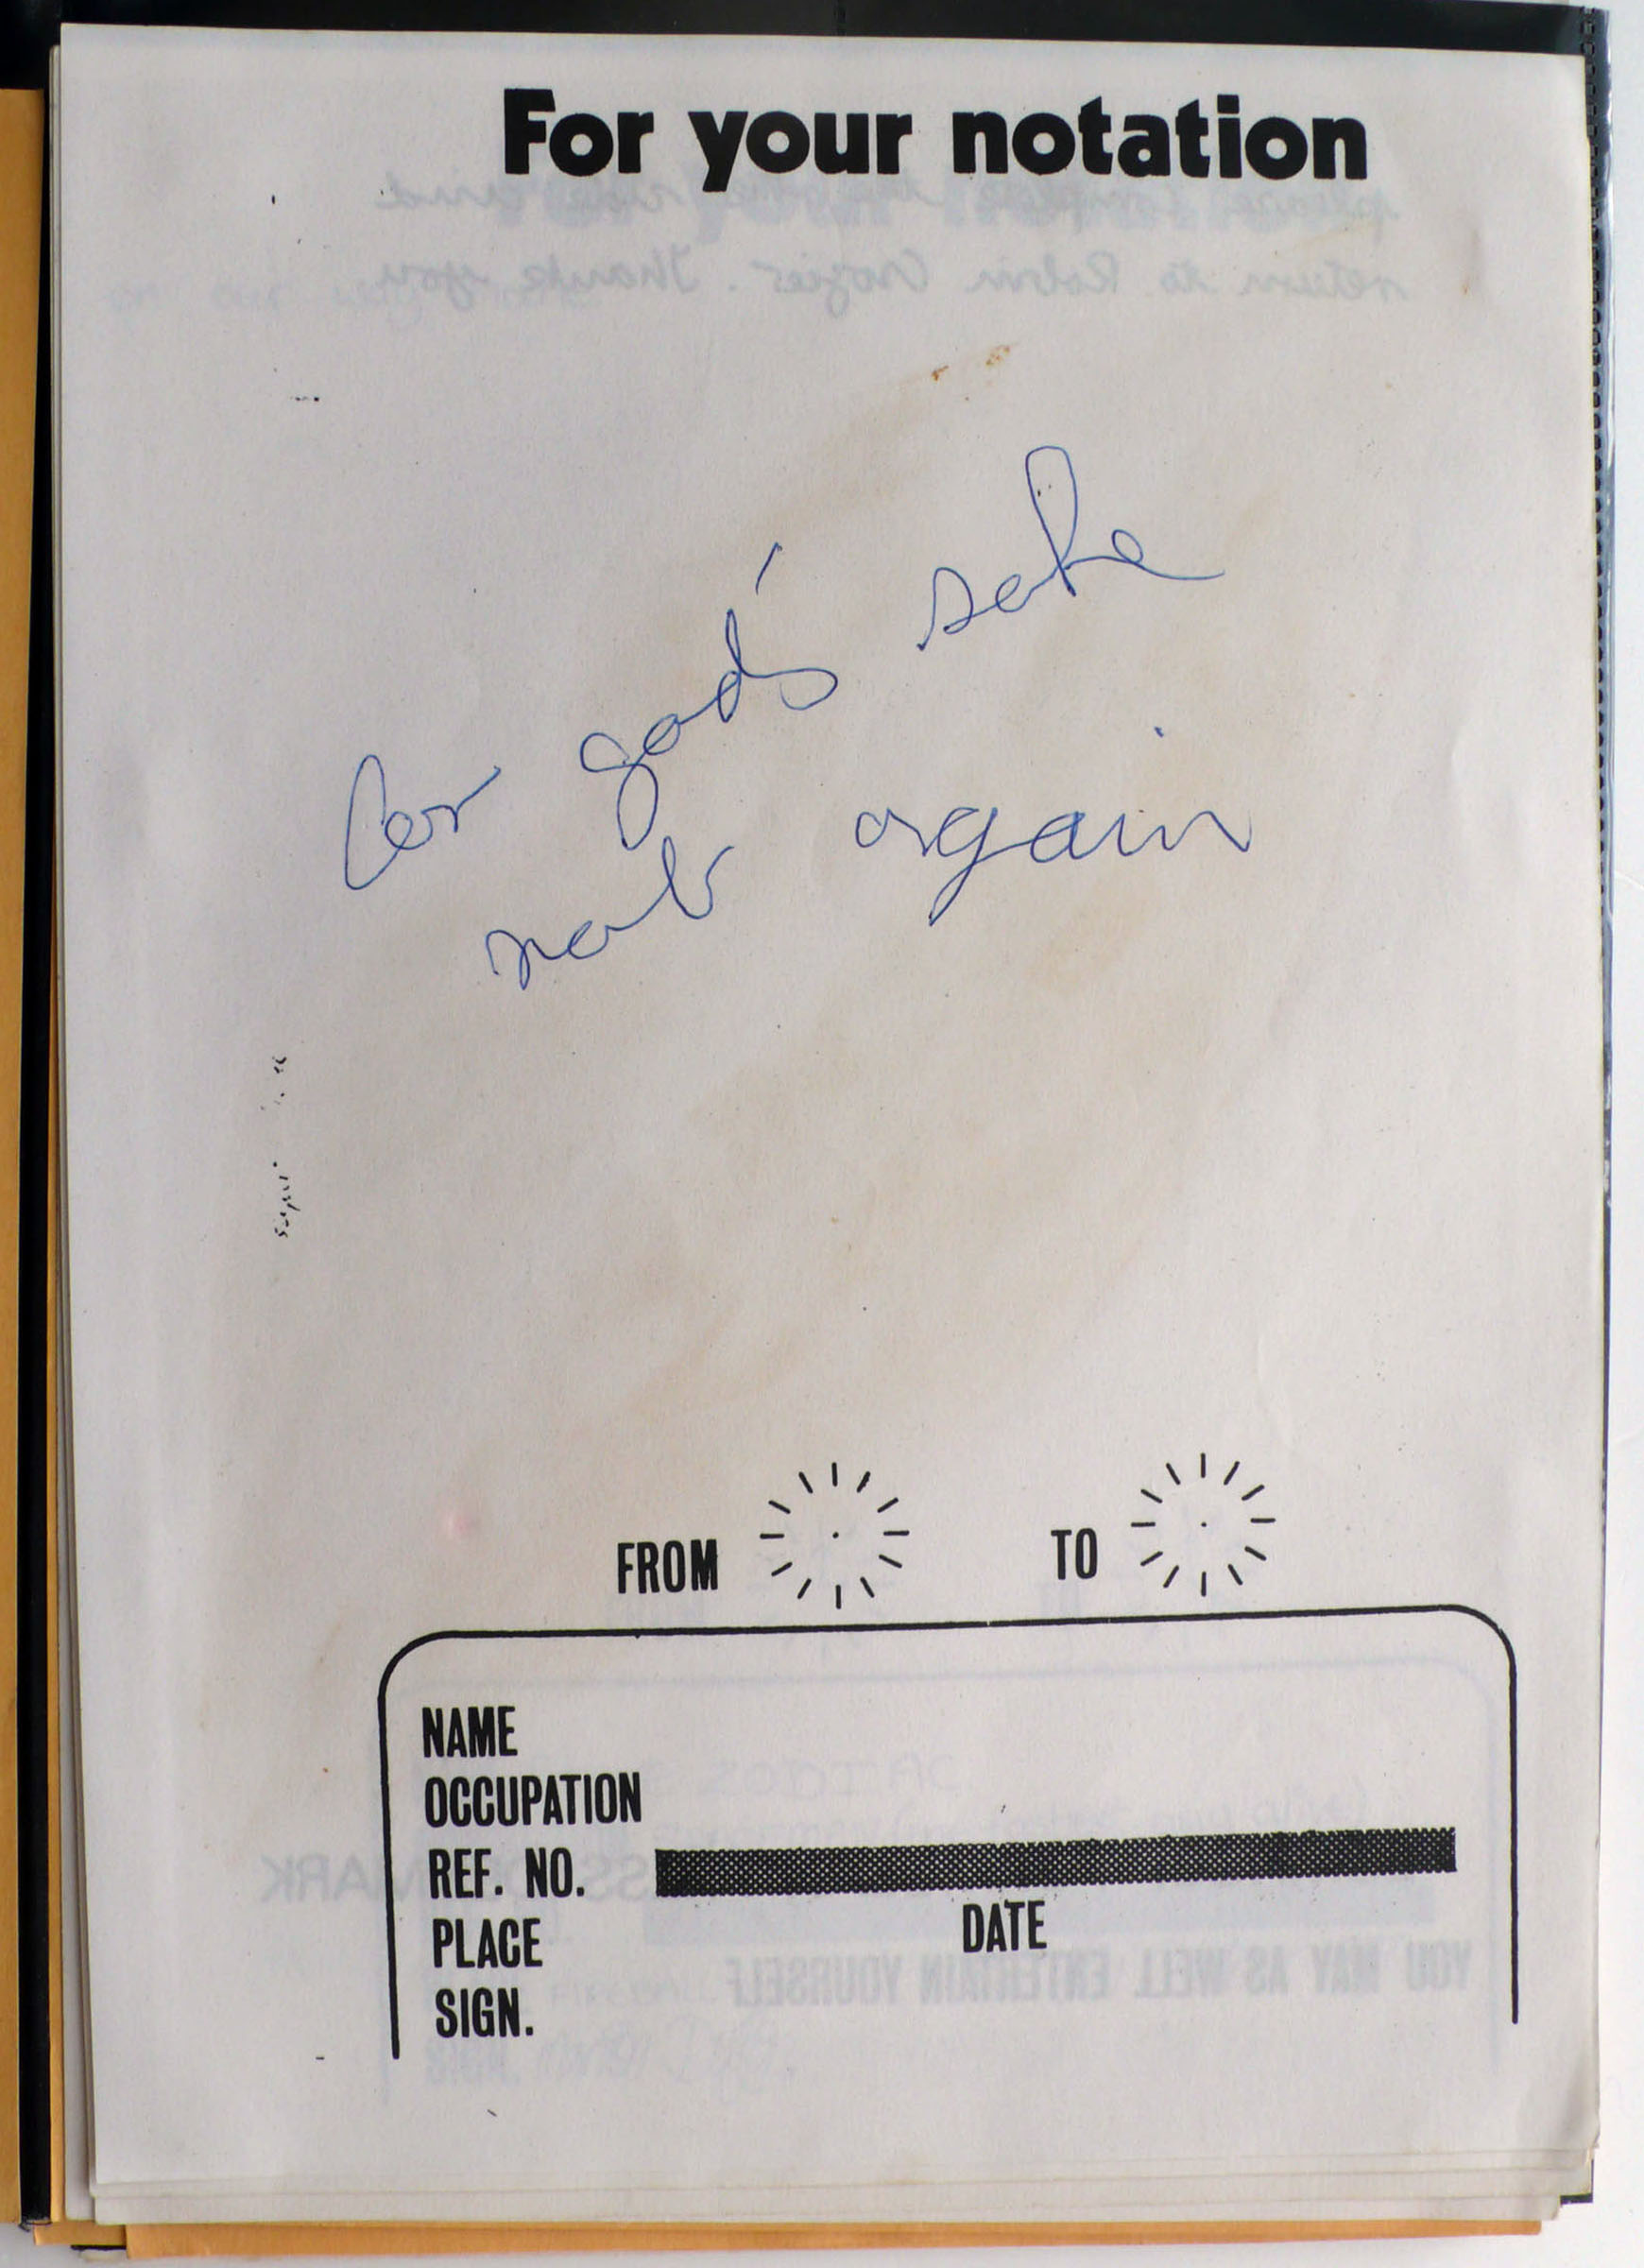 For your notation
for god's sake
not again
FROM TO
NAME
OCCUPATION
REF. NO.
PLACE DATE
SIGN.